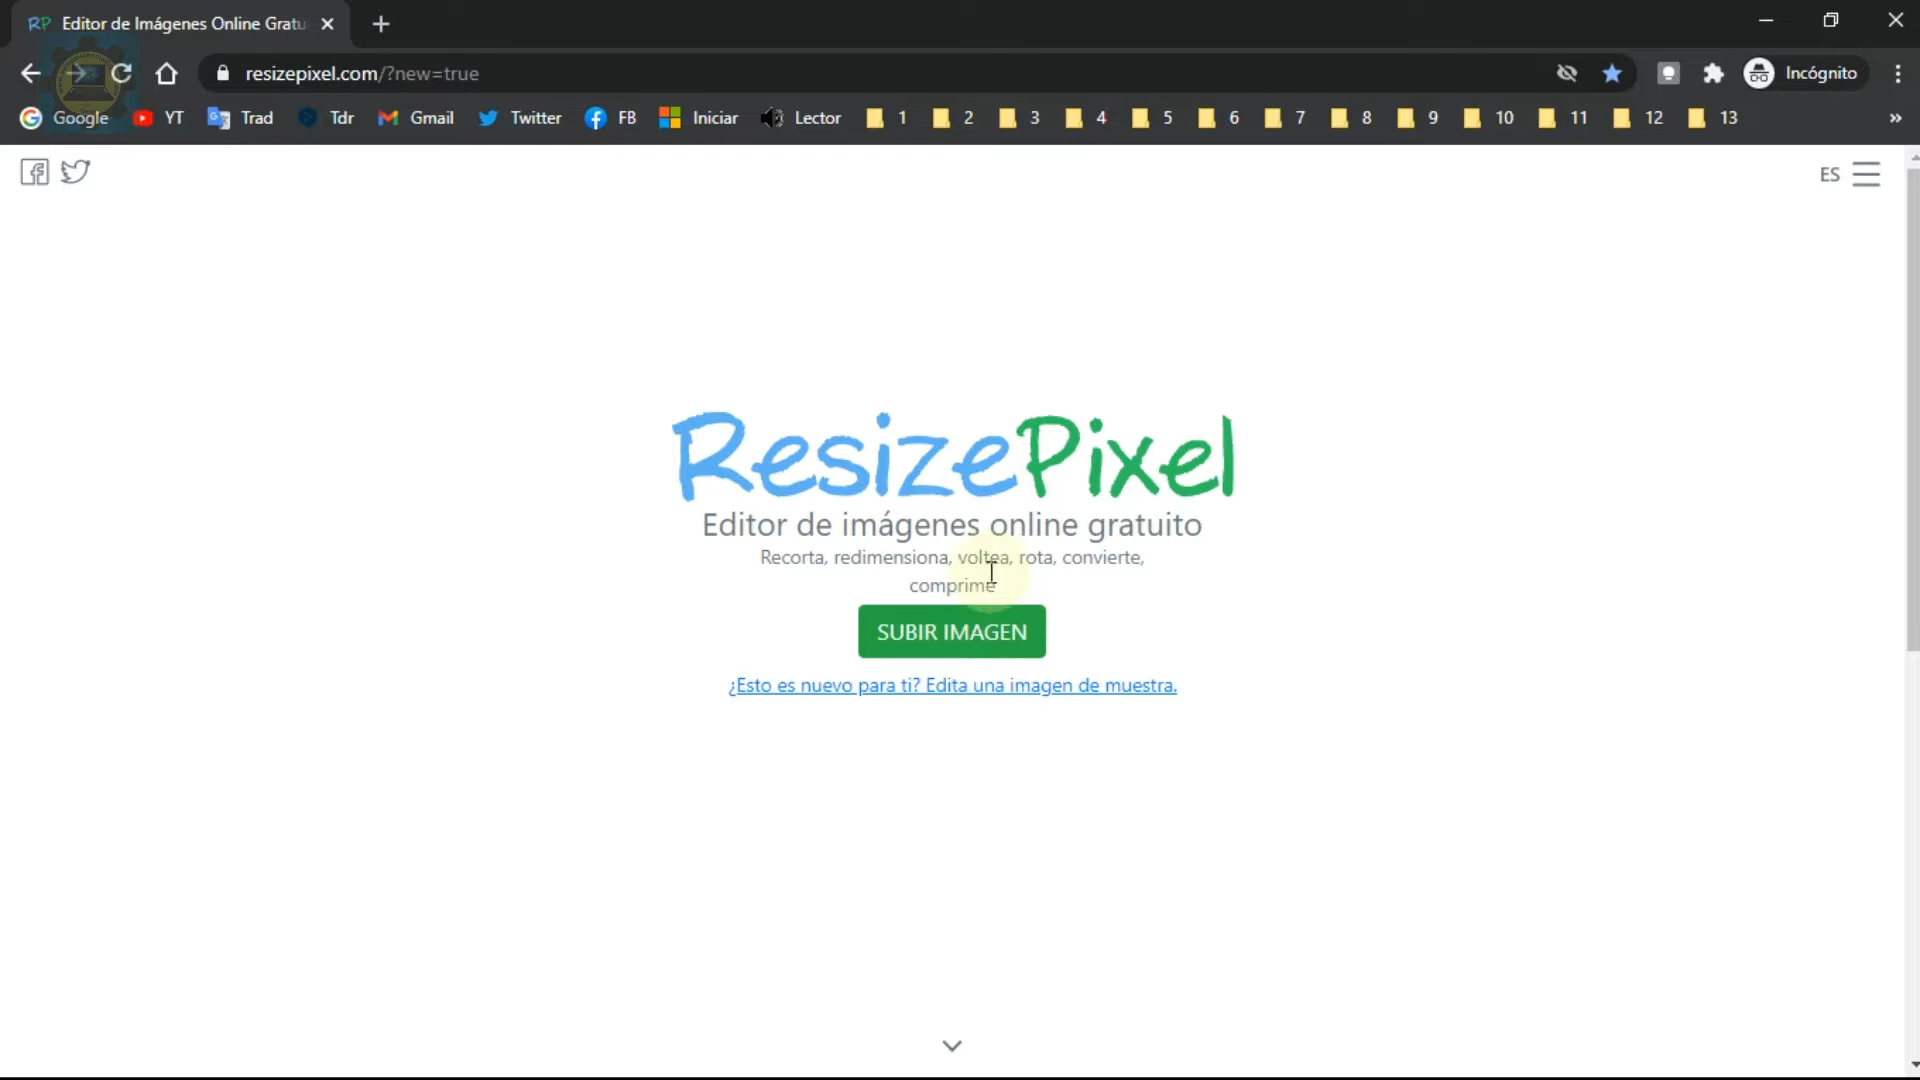 RP Editor de Imágenes Online Gratu
resizepixel.com/?new=true
Incógnito
Google YT Trad Tdr Gmail Twitter FB Iniciar Lector 1 2 3 4 5 6 7 8 9 10 11 12 13 »
ES
ResizePixel
Editor de imágenes online gratuito
Recorta, redimensiona, voltea, rota, convierte,
comprime
SUBIR IMAGEN
¿Esto es nuevo para ti? Edita una imagen de muestra.